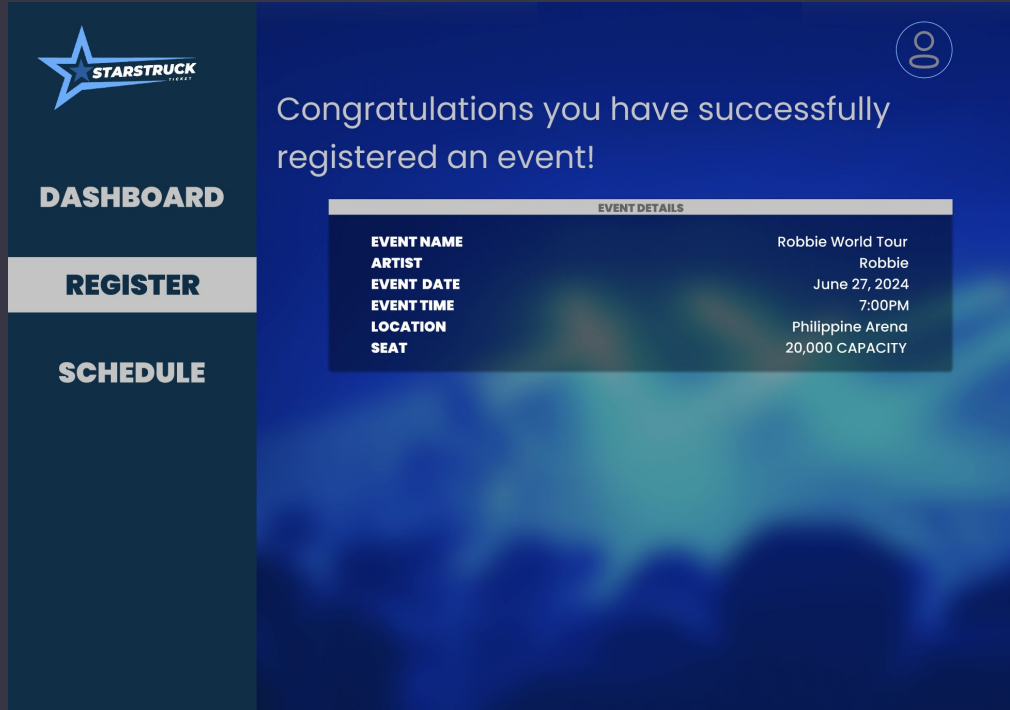 STARSTRUCK
TICKET
DASHBOARD
REGISTER
SCHEDULE
Congratulations you have successfully
registered an event!
EVENT DETAILS
EVENT NAME Robbie World Tour
ARTIST Robbie
EVENT DATE June 27, 2024
EVENT TIME 7:00PM
LOCATION Philippine Arena
SEAT 20,000 CAPACITY